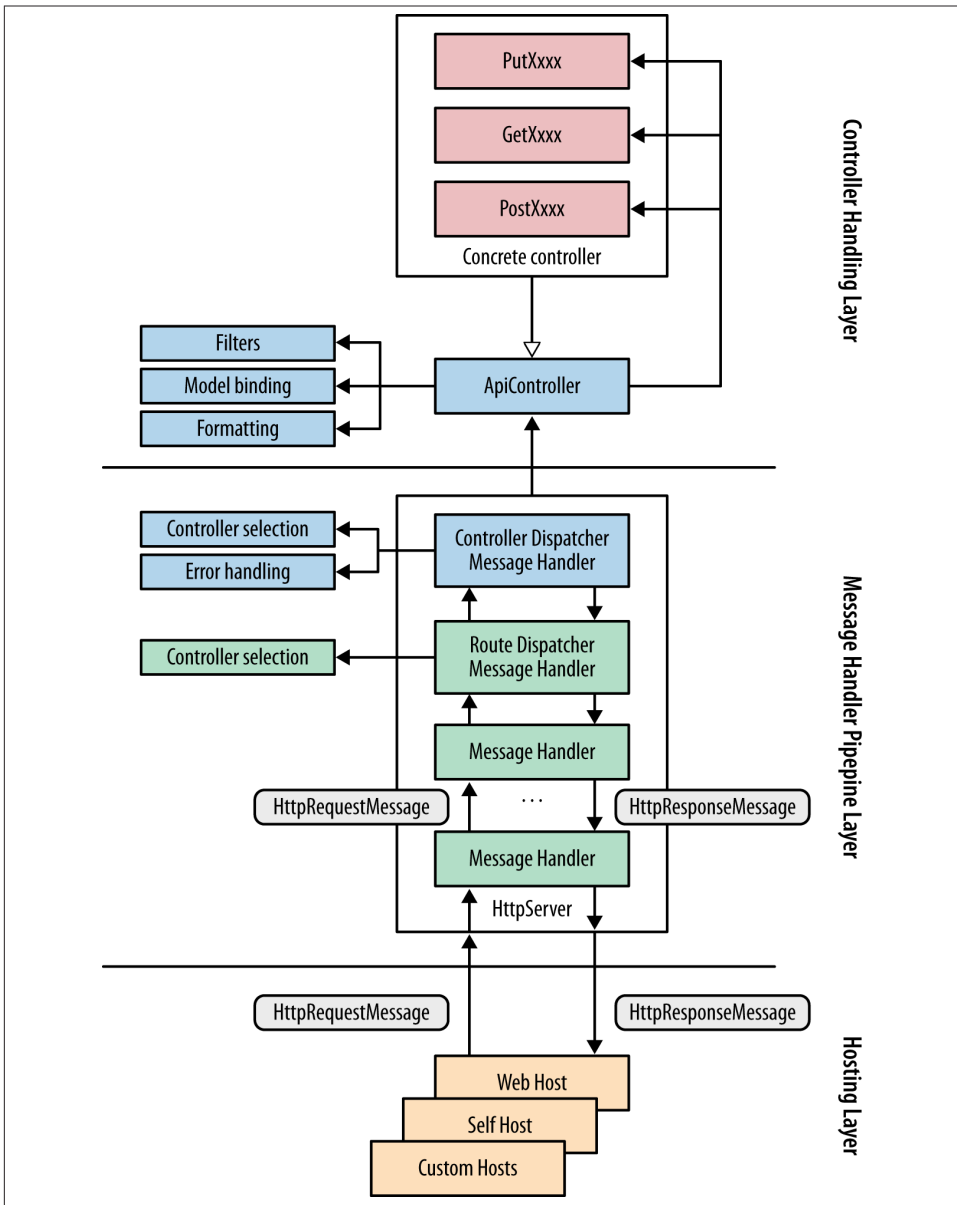 PutXxxx
GetXxxx
PostXxxx
Concrete controller
Controller Handling Layer
Filters
Model binding
Formatting
ApiController
Controller selection
Error handling
Controller Dispatcher
Message Handler
Controller selection
Route Dispatcher
Message Handler
Message Handler
...
HttpRequestMessage
HttpResponseMessage
Message Handler
HttpServer
Message Handler Pipepine Layer
HttpRequestMessage
HttpResponseMessage
Web Host
Self Host
Custom Hosts
Hosting Layer